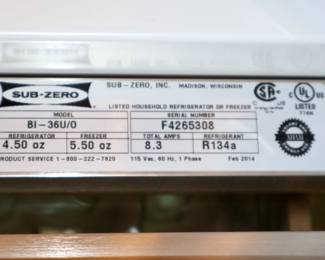 SUB-ZERO
SUB-ZERO, INC. MADISON, WISCONSIN
LISTED HOUSEHOLD REFRIGERATOR OR FREEZER
MODEL SERIAL NUMBER
BI-36U/O F4265308
REFRIGERATOR FREEZER TOTAL AMPS REFRIGERANT
4.50 oz 5.50 oz 8.3 R134a
PRODUCT SERVICE 1-800-222-7820 115 Vac, 60 Hz, 1 Phase Feb 2014
C UL US
LISTED